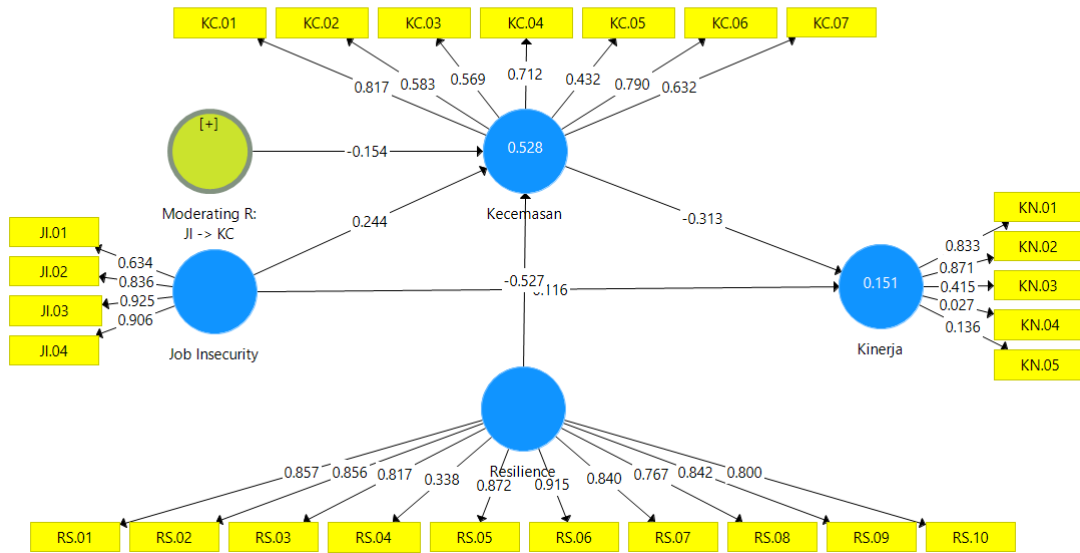 KC.01 KC.02 KC.03 KC.04 KC.05 KC.06 KC.07
0.817 0.583 0.569 0.712 0.432 0.790 0.632
[+]
-0.154
0.528
Moderating R:
JI -> KC
Kecemasan
0.244
-0.313
JI.01
JI.02
JI.03
JI.04
0.634
0.836
0.925
0.906
Job Insecurity
-0.527
0.151
Kinerja
0.833
0.871
0.415
0.027
0.136
KN.01
KN.02
KN.03
KN.04
KN.05
Resilience
0.857 0.856 0.817 0.338 0.872 0.915 0.840 0.767 0.842 0.800
RS.01 RS.02 RS.03 RS.04 RS.05 RS.06 RS.07 RS.08 RS.09 RS.10